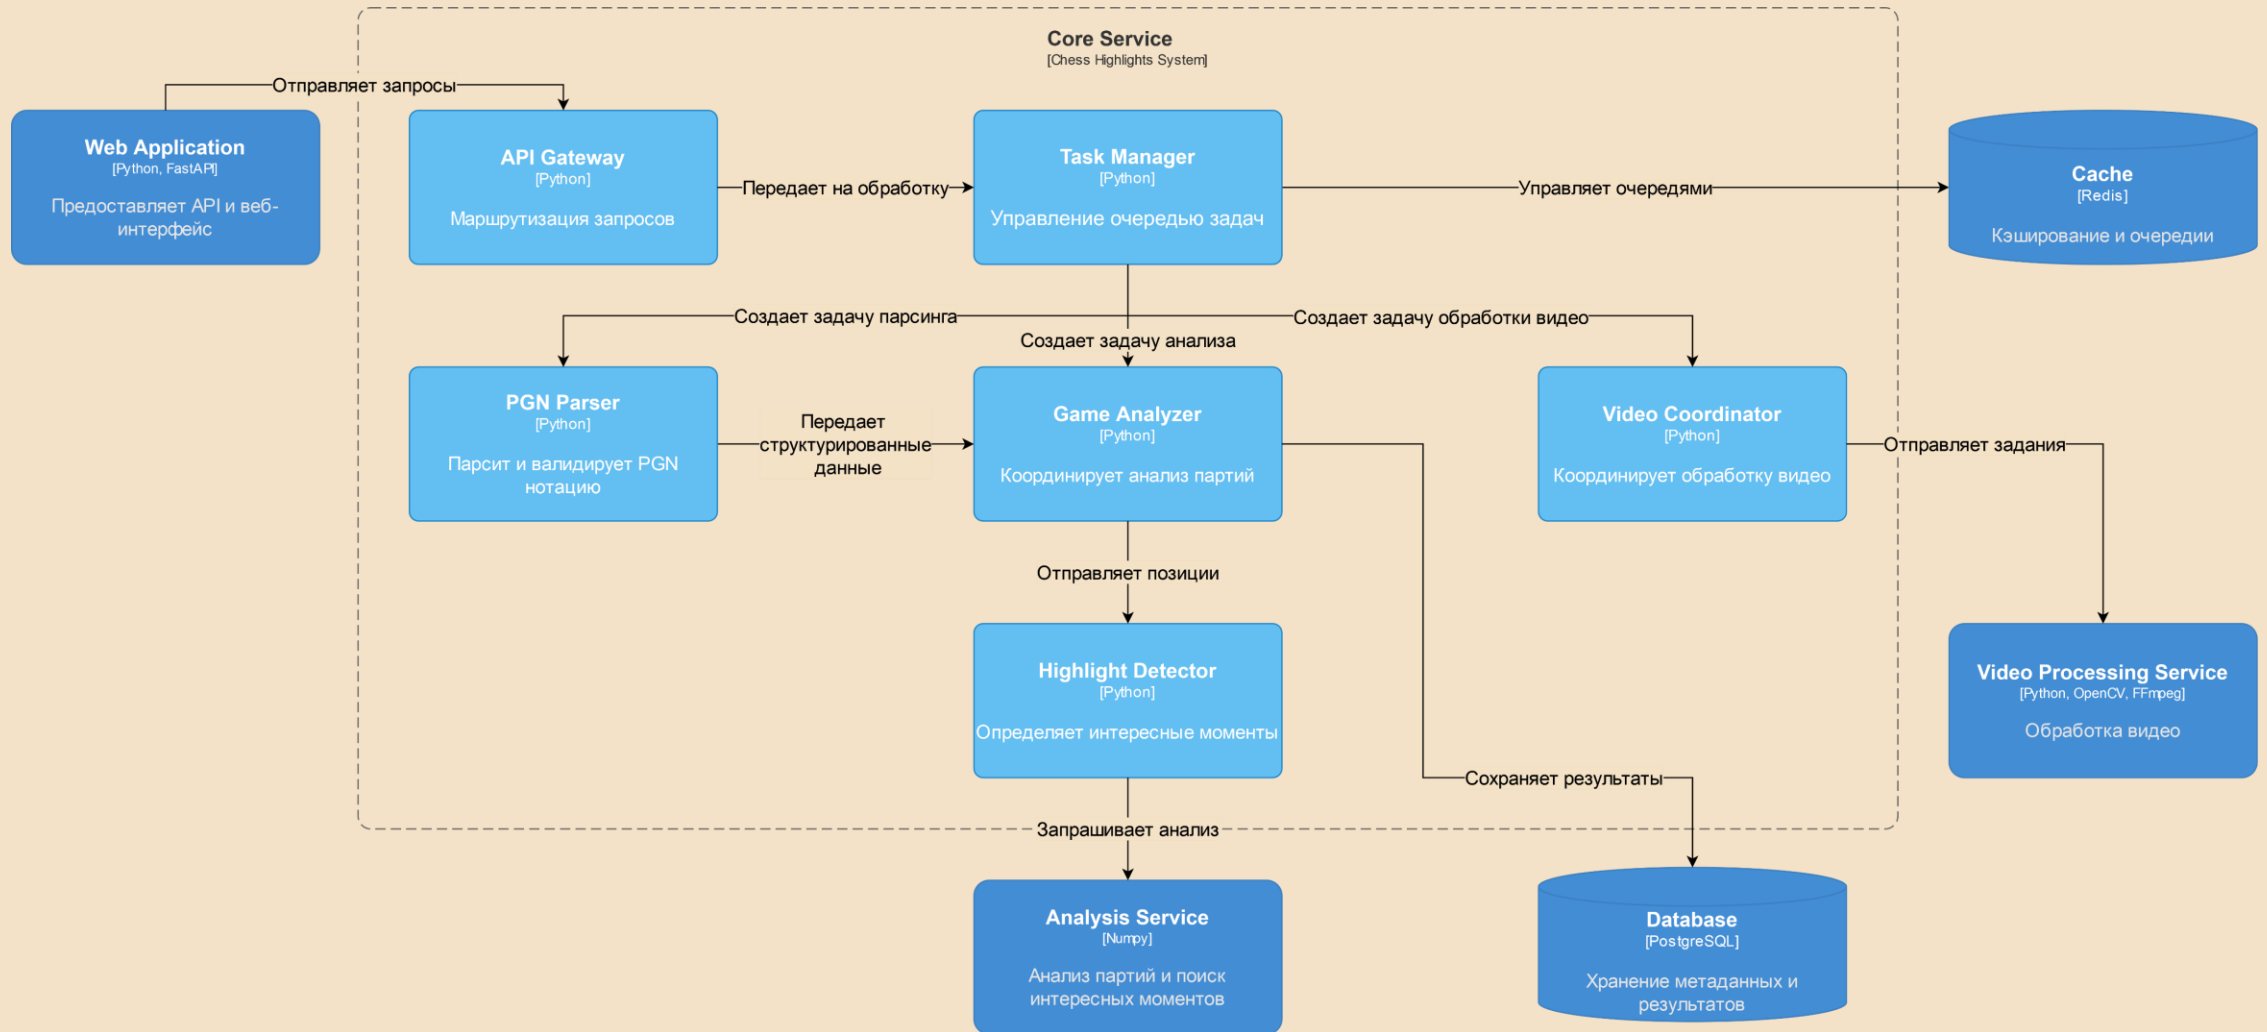 Core Service
[Chess Highlights System]
Отправляет запросы
Web Application
[Python, FastAPI]
Предоставляет API и веб-
интерфейс
API Gateway
[Python]
Маршрутизация запросов
Передает на обработку
Task Manager
[Python]
Управление очередью задач
Управляет очередями
Cache
[Redis]
Кэширование и очередии
Создает задачу парсинга
Создает задачу анализа
Создает задачу обработки видео
PGN Parser
[Python]
Парсит и валидирует PGN
нотацию
Передает
структурированные
данные
Game Analyzer
[Python]
Координирует анализ партий
Video Coordinator
[Python]
Координирует обработку видео
Отправляет задания
Отправляет позиции
Highlight Detector
[Python]
Определяет интересные моменты
Video Processing Service
[Python, OpenCV, FFmpeg]
Обработка видео
Сохраняет результаты
Запрашивает анализ
Analysis Service
[Numpy]
Анализ партий и поиск
интересных моментов
Database
[PostgreSQL]
Хранение метаданных и
результатов